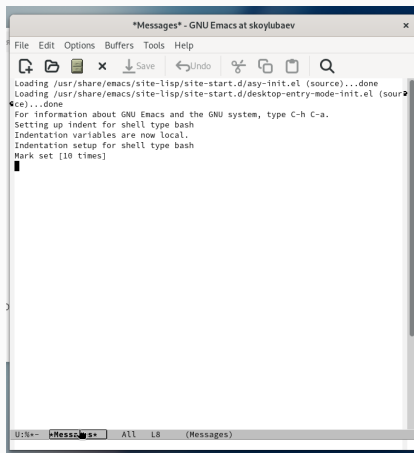 *Messages* - GNU Emacs at skoylubaev
File Edit Options Buffers Tools Help
Save Undo
Loading /usr/share/emacs/site-lisp/site-start.d/asy-init.el (source)...done
Loading /usr/share/emacs/site-lisp/site-start.d/desktop-entry-mode-init.el (sour
ce)...done
For information about GNU Emacs and the GNU system, type C-h C-a.
Setting up indent for shell type bash
Indentation variables are now local.
Indentation setup for shell type bash
Mark set [10 times]
U:%*- *Messages* All L8 (Messages)